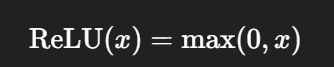 ReLU(x) = max(0, x)